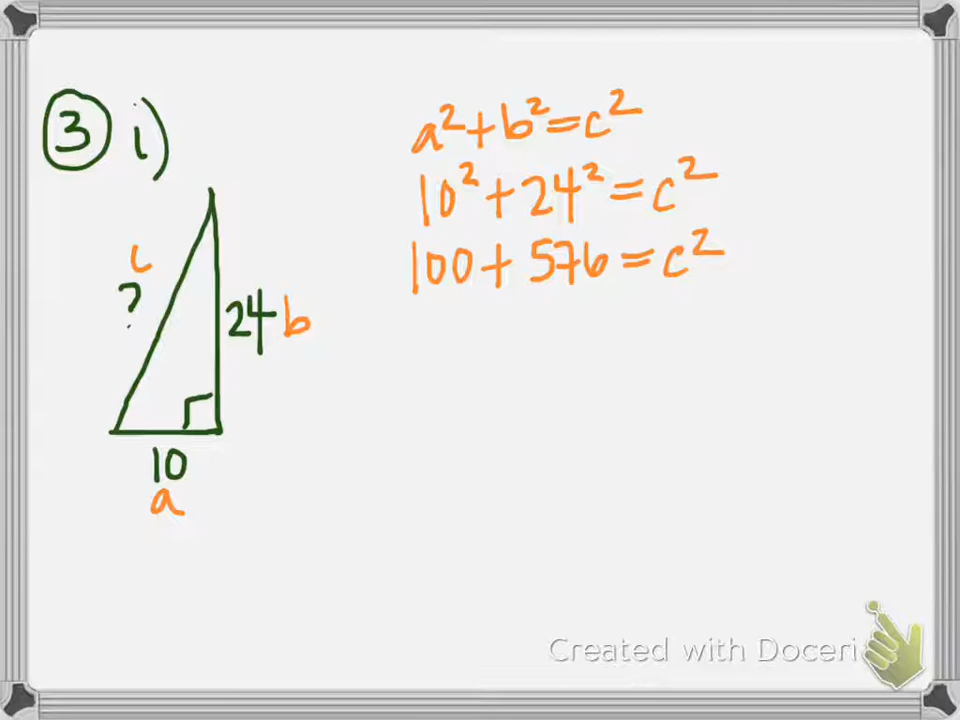 3 i)
a²+b²=c²
10²+24²=c²
100+576=c²
c
?
24 b
10
a
Created with Doceri